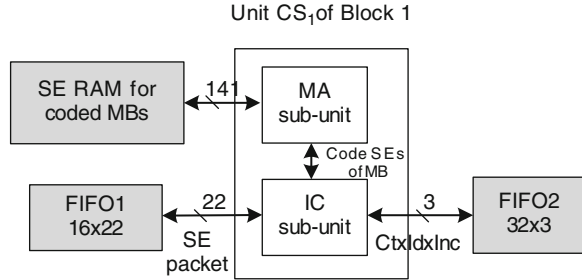 Unit CS₁of Block 1
SE RAM for
coded MBs
141
MA
sub-unit
Code SEs
of MB
FIFO1
16x22
22
SE
packet
IC
sub-unit
3
CtxIdxInc
FIFO2
32x3